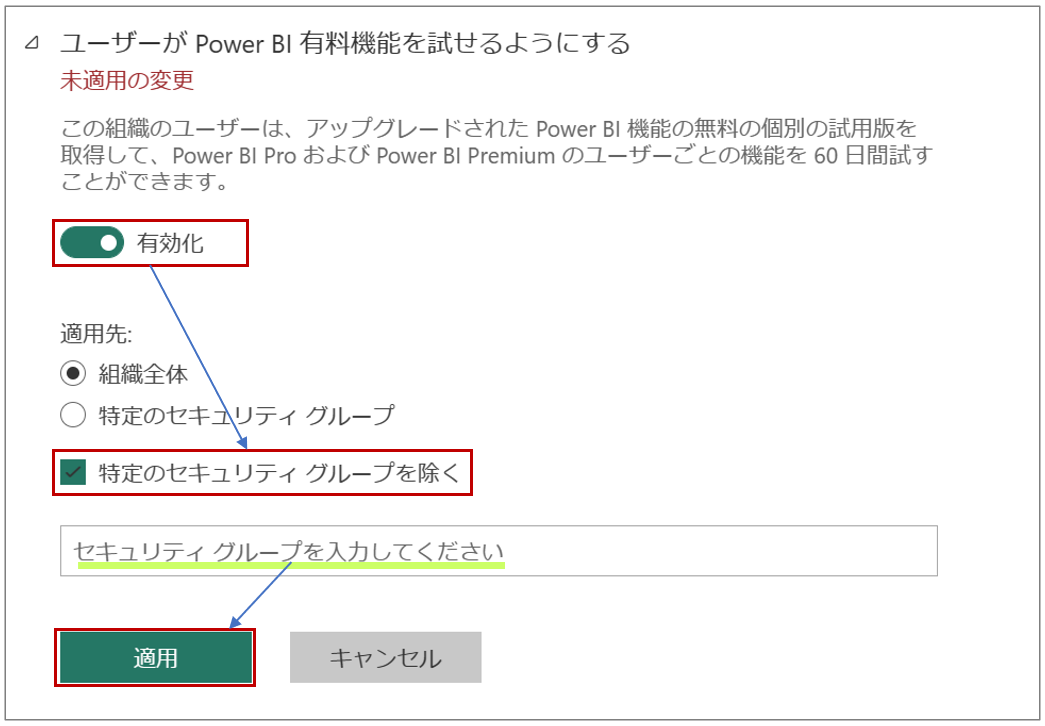 ユーザーが Power BI 有料機能を試せるようにする
未適用の変更
この組織のユーザーは、アップグレードされた Power BI 機能の無料の個別の試用版を
取得して、Power BI Pro および Power BI Premium のユーザーごとの機能を 60 日間試す
ことができます。
有効化
適用先:
組織全体
特定のセキュリティ グループ
特定のセキュリティ グループを除く
セキュリティ グループを入力してください
適用
キャンセル